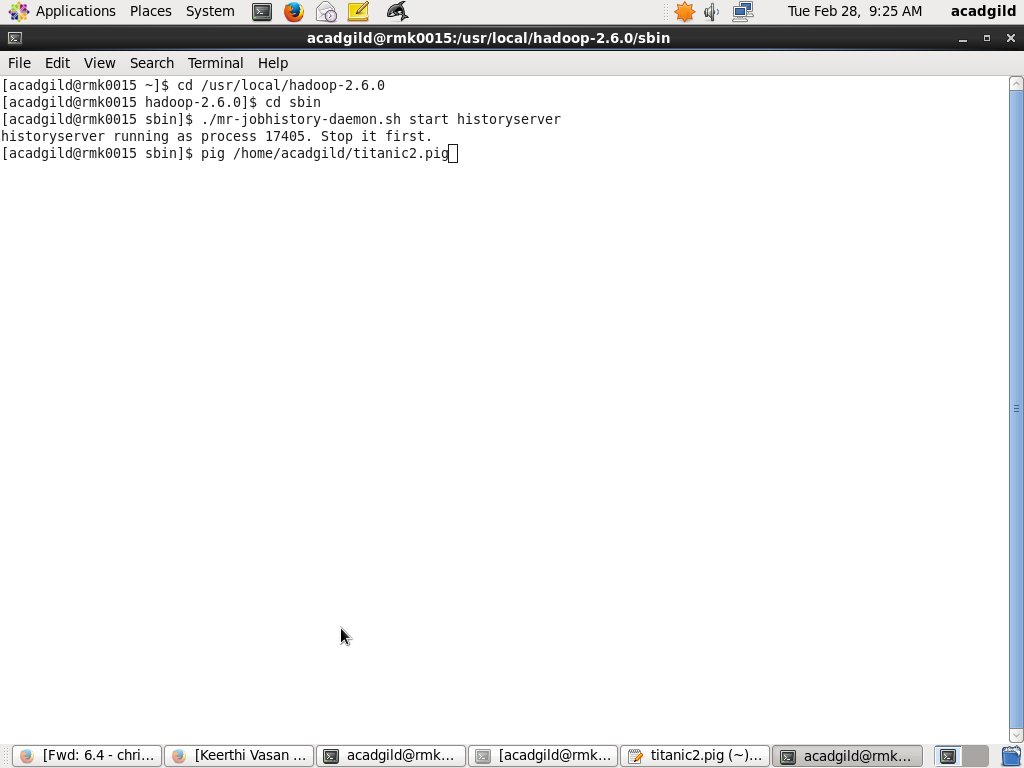 Applications Places System Tue Feb 28, 9:25 AM acadgild
acadgild@rmk0015:/usr/local/hadoop-2.6.0/sbin
File Edit View Search Terminal Help
[acadgild@rmk0015 ~]$ cd /usr/local/hadoop-2.6.0
[acadgild@rmk0015 hadoop-2.6.0]$ cd sbin
[acadgild@rmk0015 sbin]$ ./mr-jobhistory-daemon.sh start historyserver
historyserver running as process 17405. Stop it first.
[acadgild@rmk0015 sbin]$ pig /home/acadgild/titanic2.pig
[Fwd: 6.4 - chri... [Keerthi Vasan ... acadgild@rmk... [acadgild@rmk... titanic2.pig (~)... acadgild@rmk...